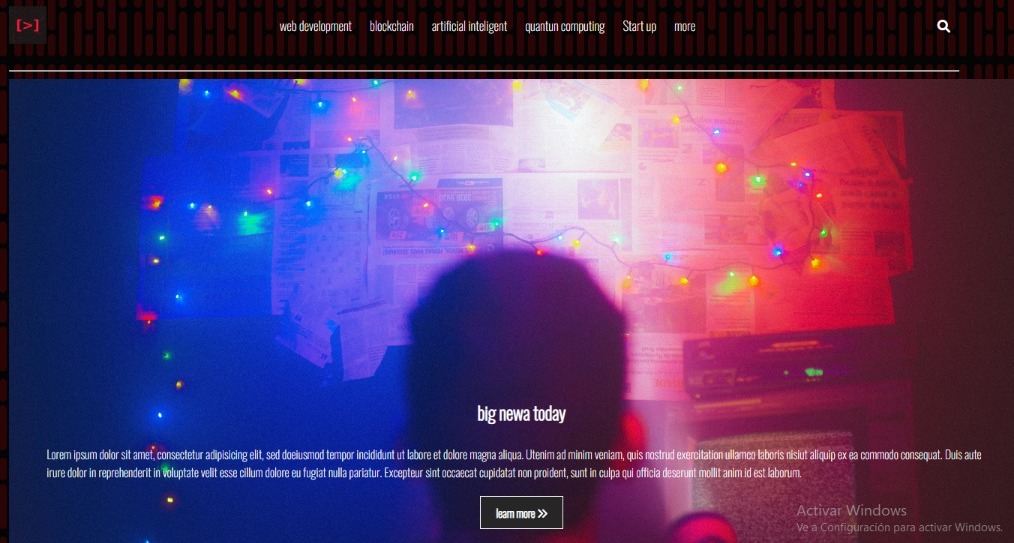 [>]
web development blockchain artificial inteligent quantun computing Start up more
big newa today
Lorem ipsum dolor sit amet, consectetur adipisicing elit, sed doeiusmod tempor incididunt ut labore et dolore magna aliqua. Utenim ad minim veniam, quis nostrud exercitation ullamco laboris nisiut aliquip ex ea commodo consequat. Duis aute
irure dolor in reprehenderit in voluptate velit esse cillum dolore eu fugiat nulla pariatur. Excepteur sint occaecat cupidatat non proident, sunt in culpa qui officia deserunt mollit anim id est laborum.
learn more »
Activar Windows
Ve a Configuración para activar Windows.